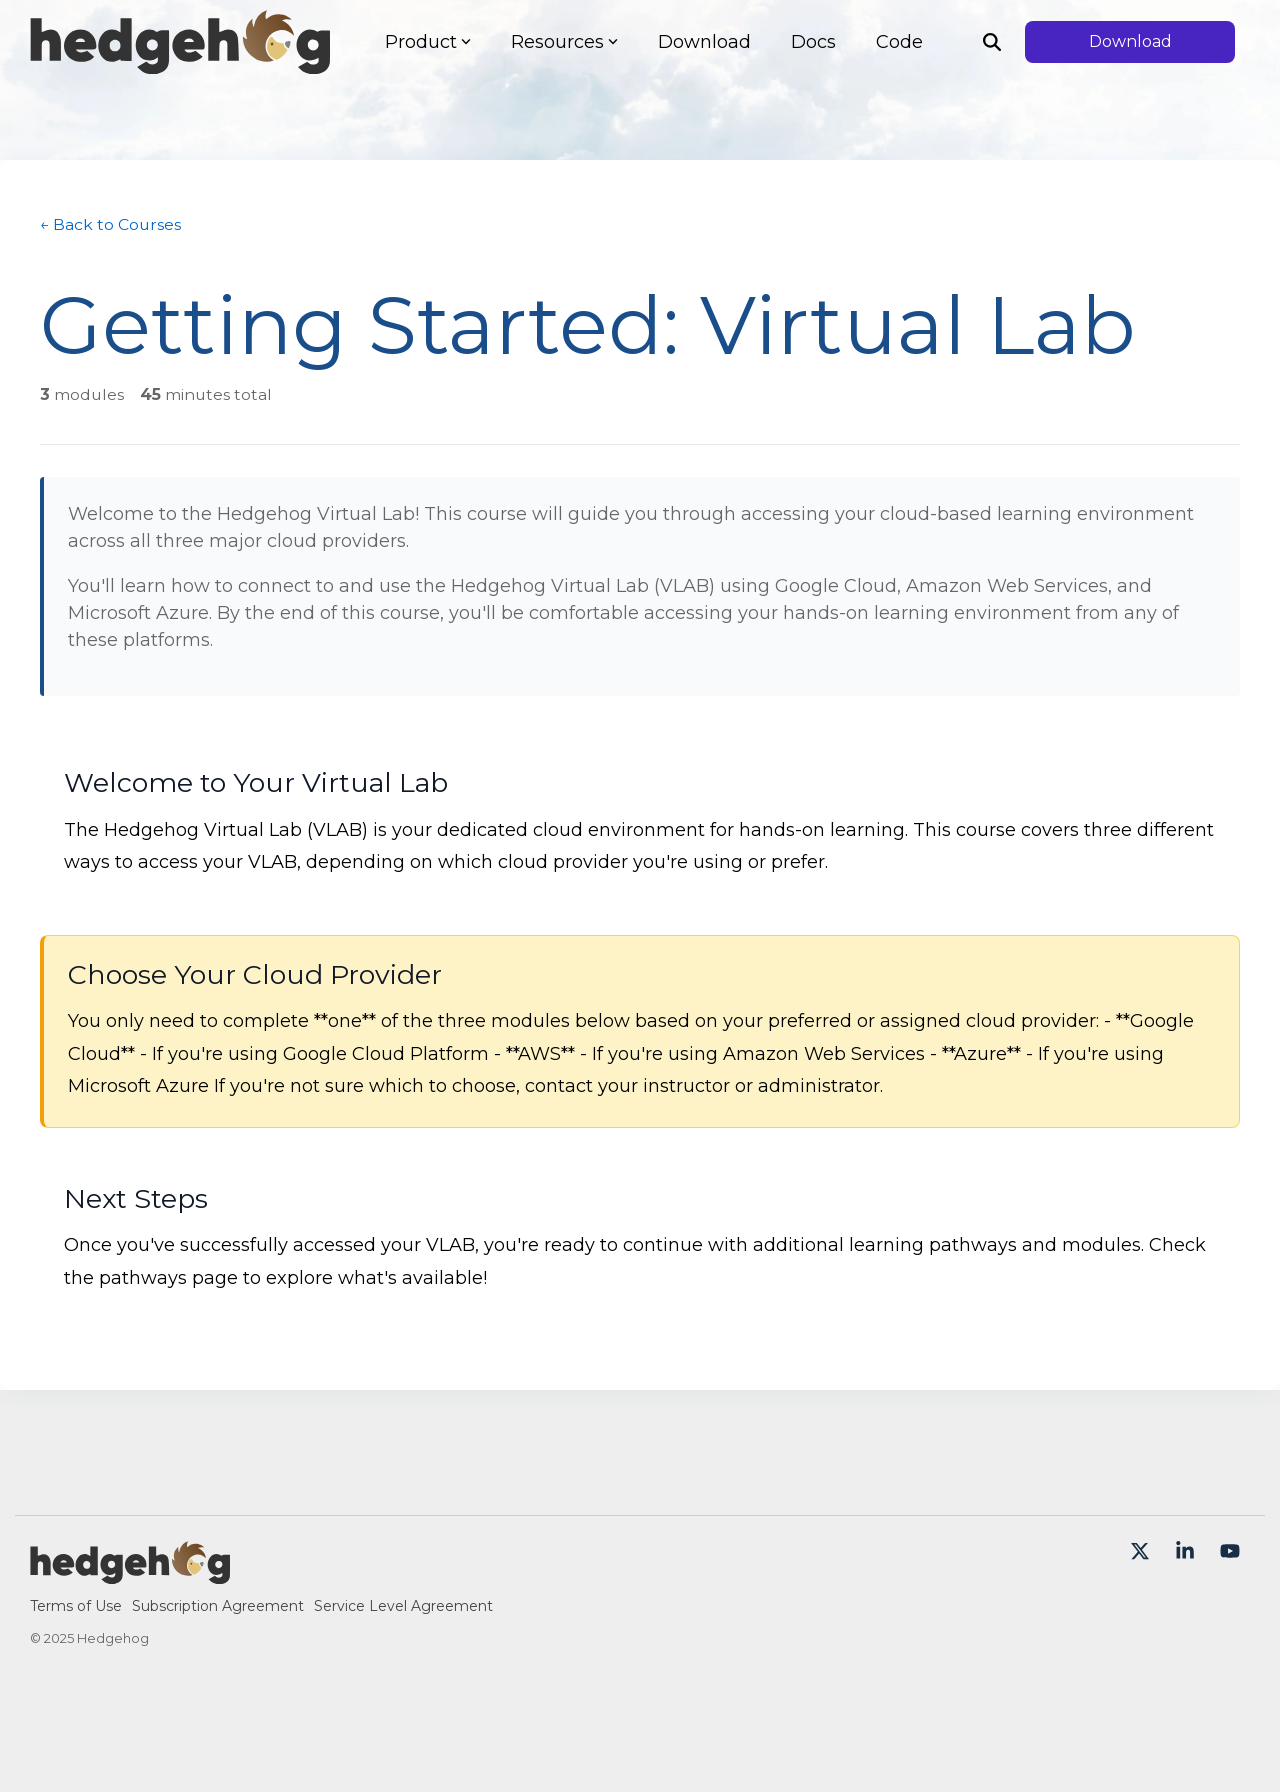 hedgehog
Product Resources Download Docs Code Download
← Back to Courses
Getting Started: Virtual Lab
3 modules 45 minutes total
Welcome to the Hedgehog Virtual Lab! This course will guide you through accessing your cloud-based learning environment
across all three major cloud providers.
You'll learn how to connect to and use the Hedgehog Virtual Lab (VLAB) using Google Cloud, Amazon Web Services, and
Microsoft Azure. By the end of this course, you'll be comfortable accessing your hands-on learning environment from any of
these platforms.
Welcome to Your Virtual Lab
The Hedgehog Virtual Lab (VLAB) is your dedicated cloud environment for hands-on learning. This course covers three different
ways to access your VLAB, depending on which cloud provider you're using or prefer.
Choose Your Cloud Provider
You only need to complete **one** of the three modules below based on your preferred or assigned cloud provider: - **Google
Cloud** - If you're using Google Cloud Platform - **AWS** - If you're using Amazon Web Services - **Azure** - If you're using
Microsoft Azure If you're not sure which to choose, contact your instructor or administrator.
Next Steps
Once you've successfully accessed your VLAB, you're ready to continue with additional learning pathways and modules. Check
the pathways page to explore what's available!
hedgehog
Terms of Use Subscription Agreement Service Level Agreement
© 2025 Hedgehog